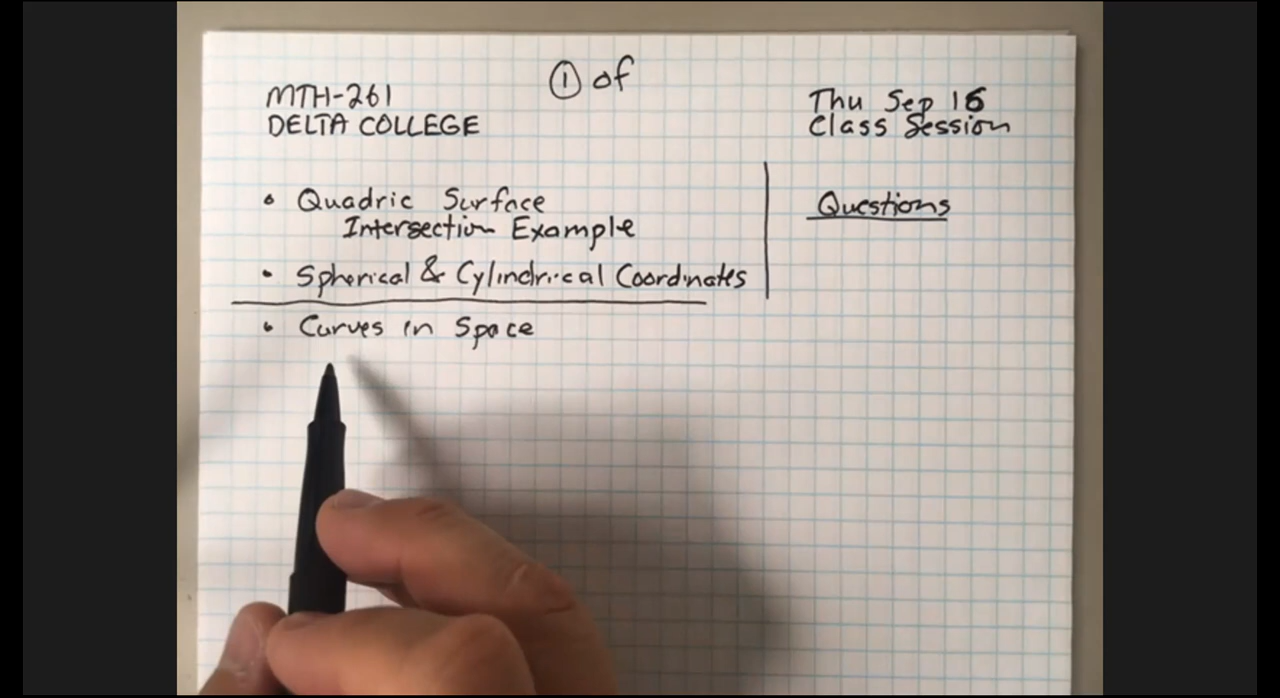 ① of
MTH-261
DELTA COLLEGE
Thu Sep 16
Class Session
• Quadric Surface
Intersection Example
• Spherical & Cylindrical Coordinates
• Curves in Space
Questions